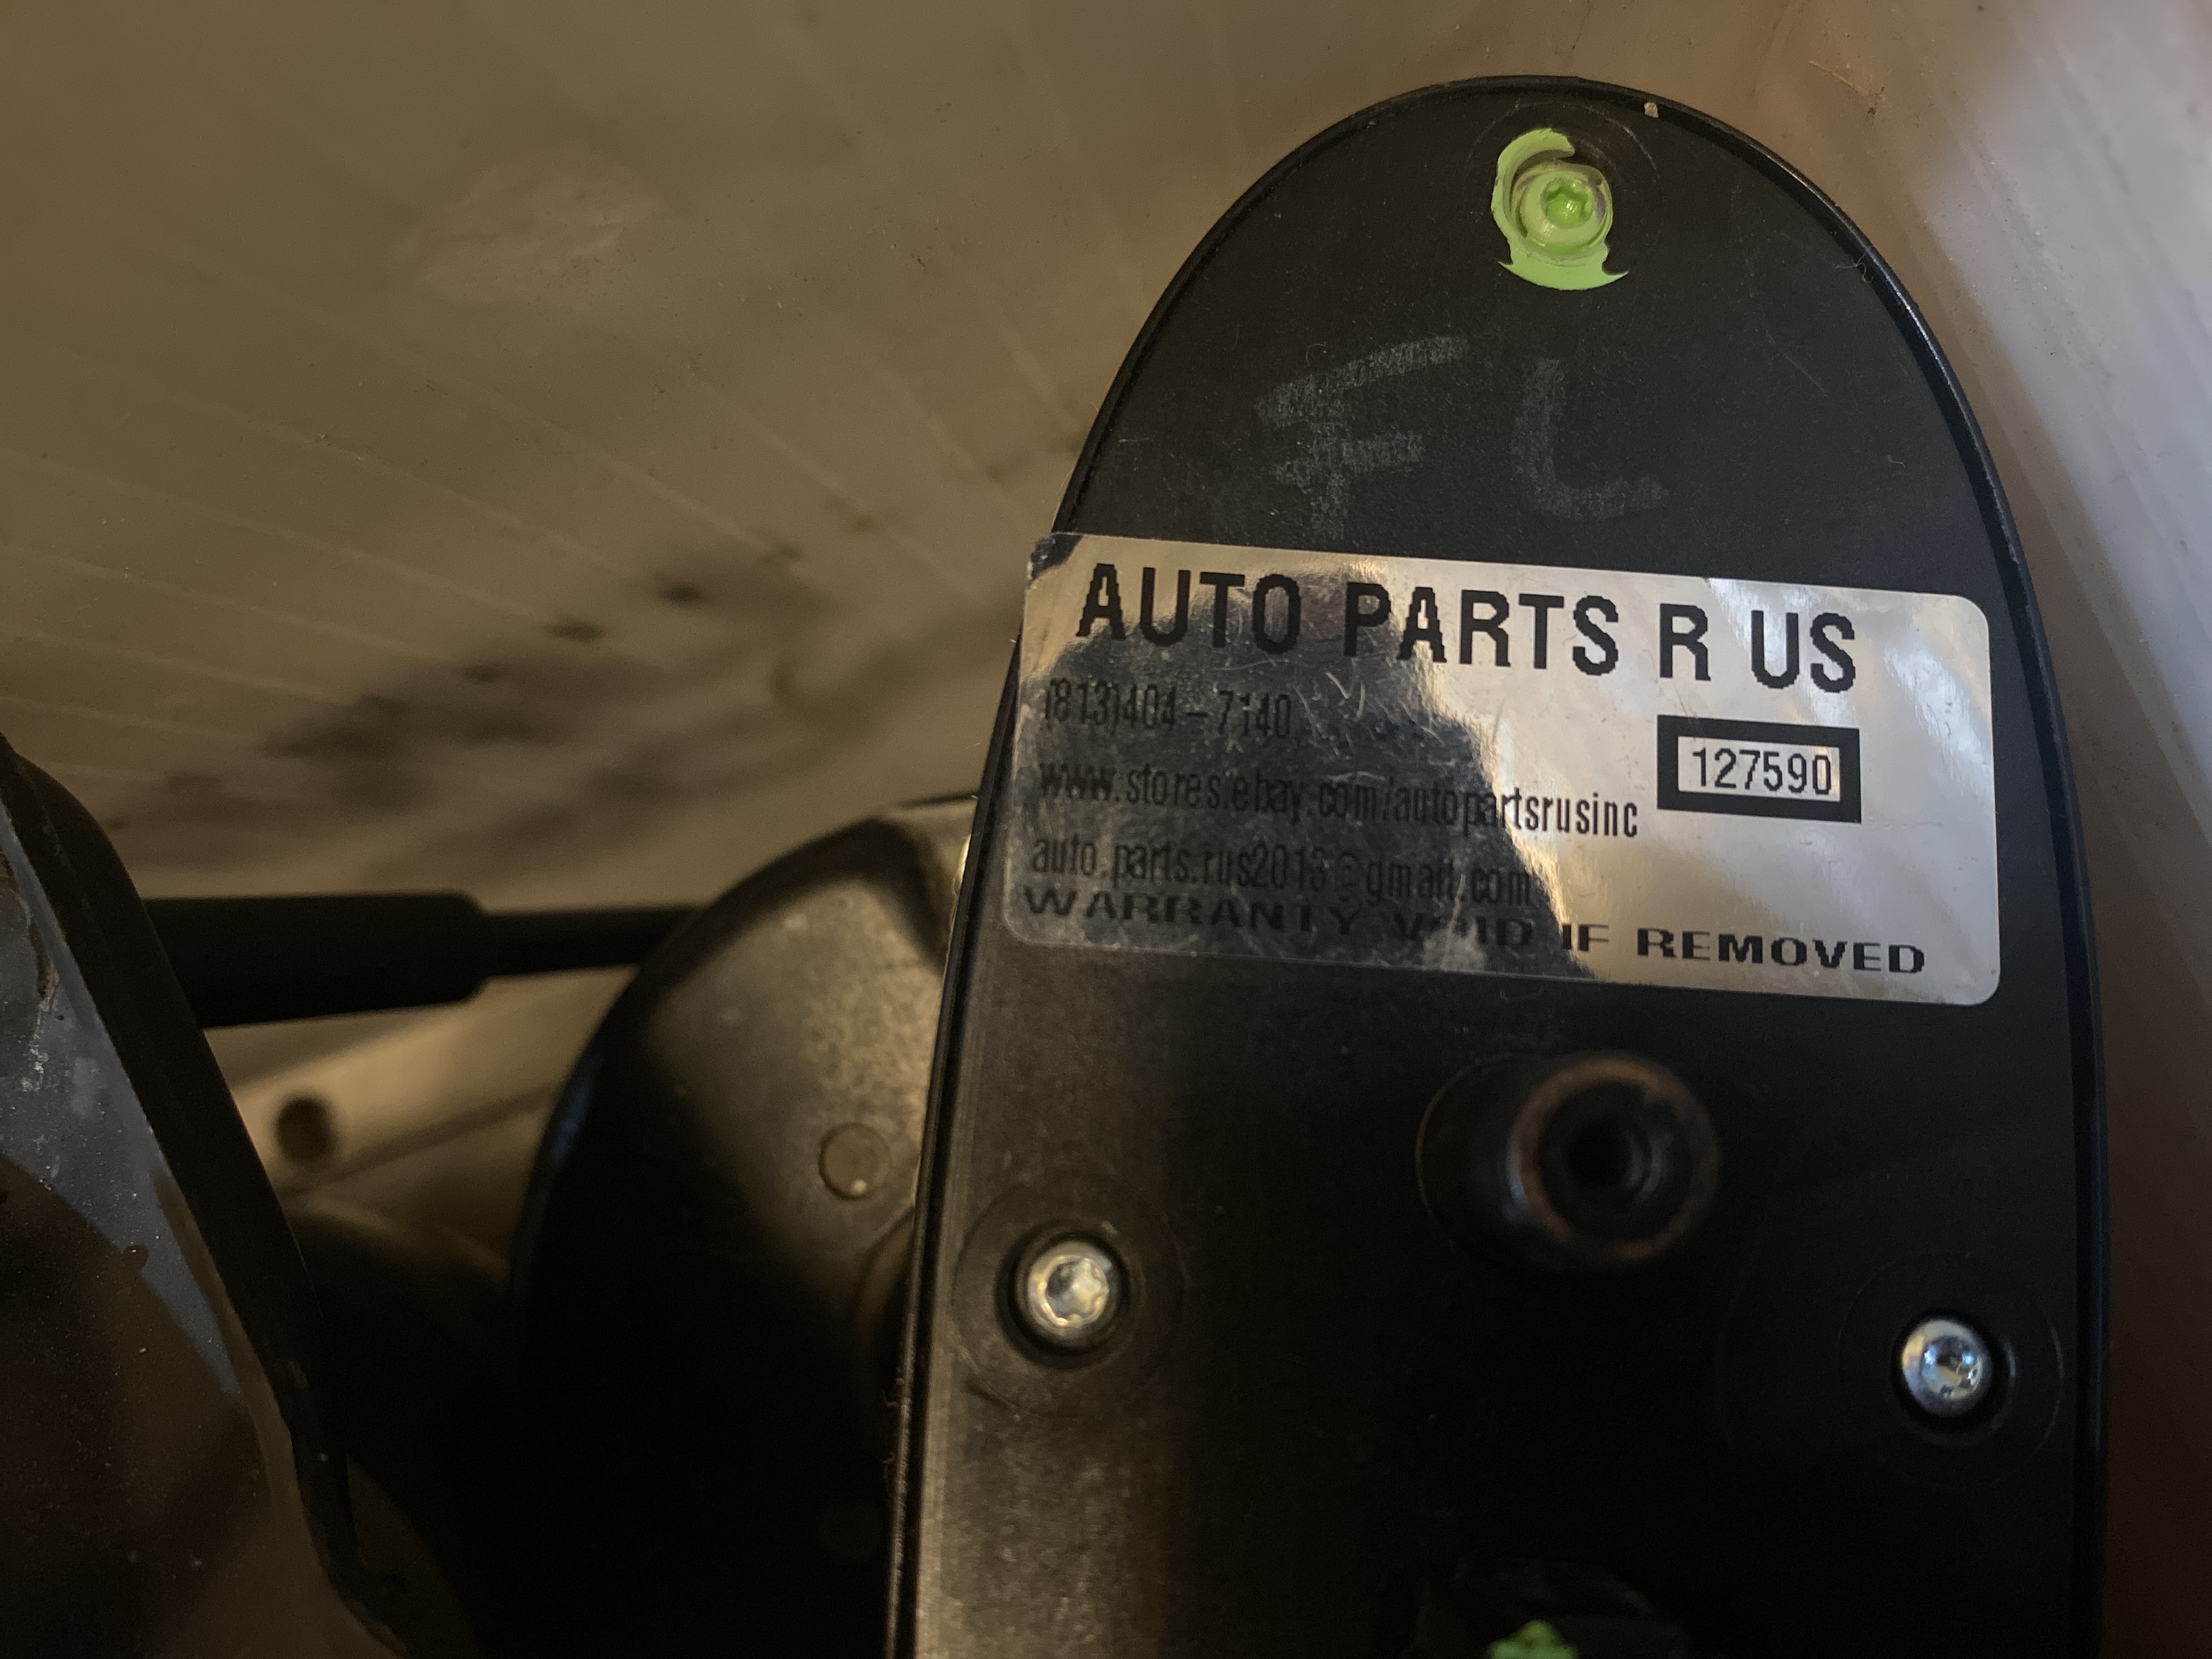 FL
AUTO PARTS R US
(813)404-7140
127590
www.stores.ebay.com/autopartsrusinc
auto.parts.rus2013@gmail.com
WARRANTY VOID IF REMOVED